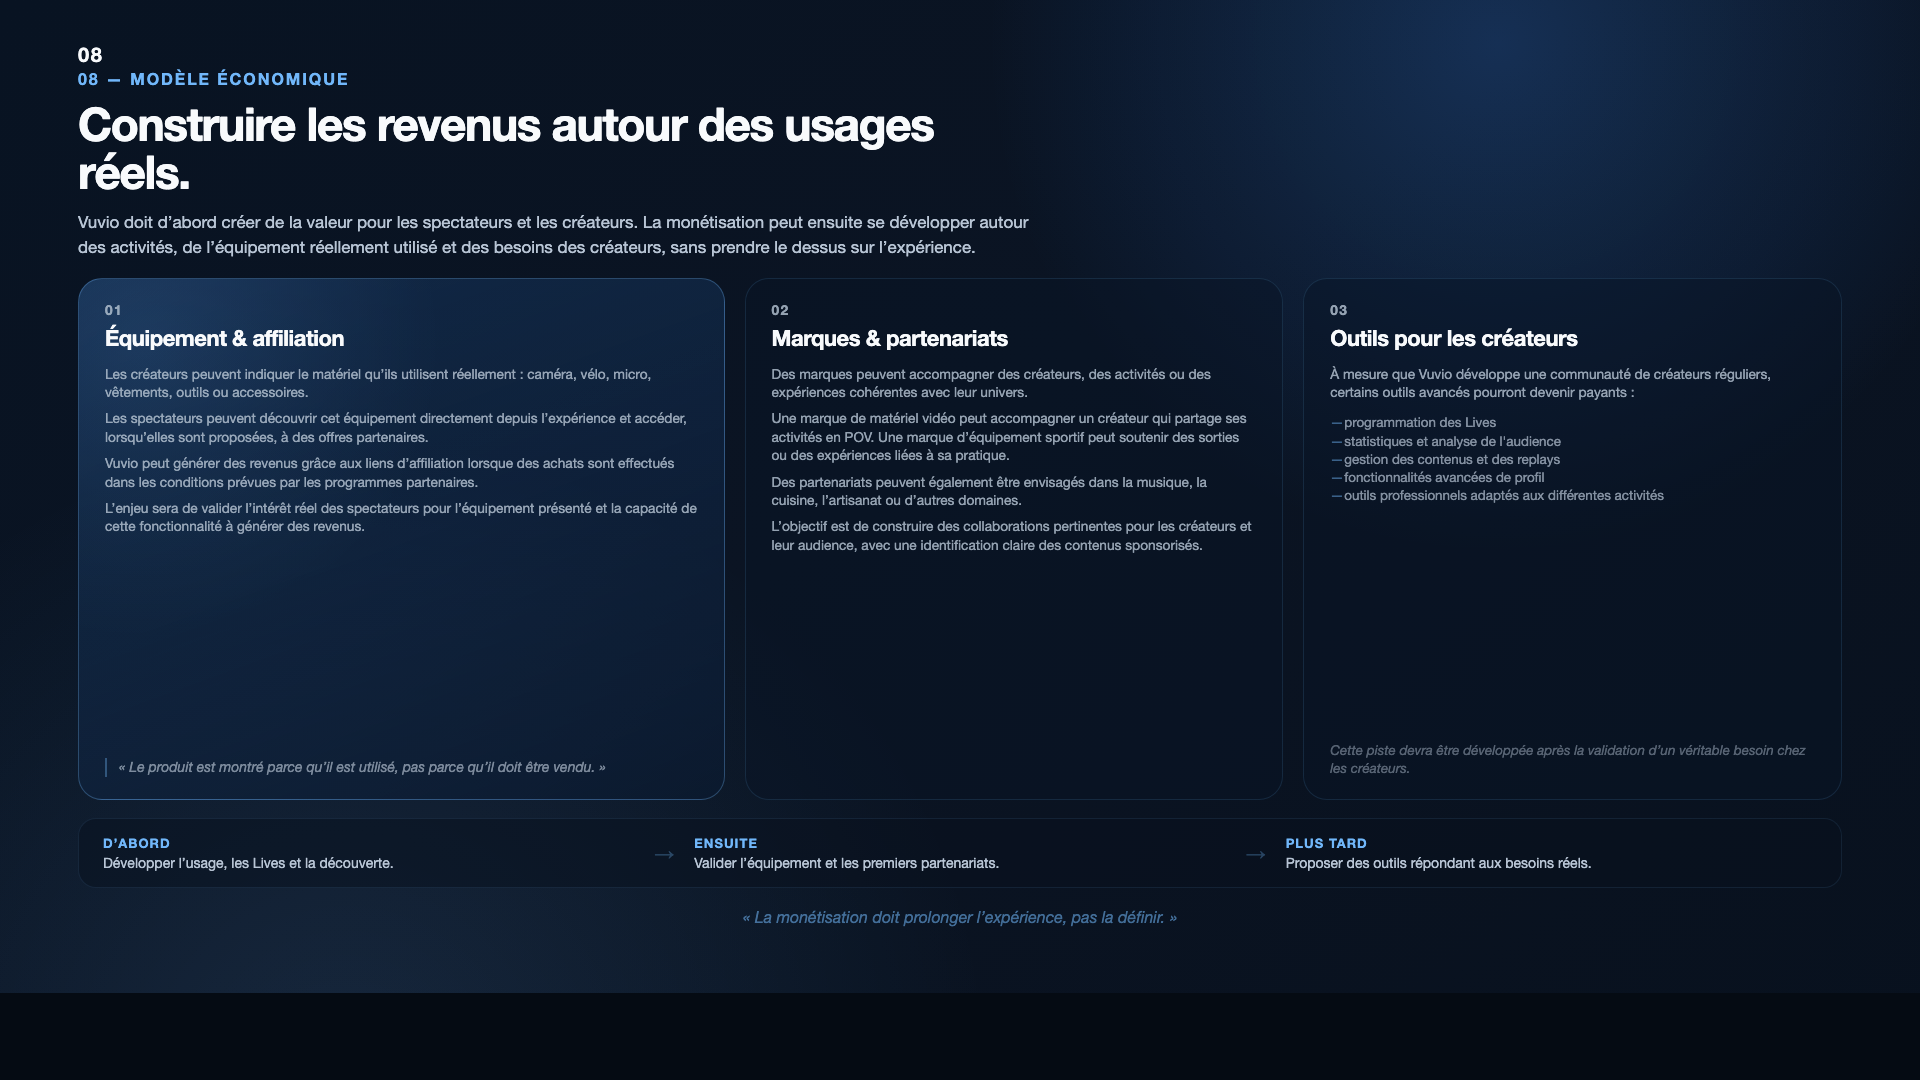 08
08 — MODÈLE ÉCONOMIQUE
Construire les revenus autour des usages
réels.
Vuvio doit d’abord créer de la valeur pour les spectateurs et les créateurs. La monétisation peut ensuite se développer autour
des activités, de l’équipement réellement utilisé et des besoins des créateurs, sans prendre le dessus sur l’expérience.
01
Équipement & affiliation
Les créateurs peuvent indiquer le matériel qu’ils utilisent réellement : caméra, vélo, micro,
vêtements, outils ou accessoires.
Les spectateurs peuvent découvrir cet équipement directement depuis l’expérience et accéder,
lorsqu’elles sont proposées, à des offres partenaires.
Vuvio peut générer des revenus grâce aux liens d’affiliation lorsque des achats sont effectués
dans les conditions prévues par les programmes partenaires.
L’enjeu sera de valider l’intérêt réel des spectateurs pour l’équipement présenté et la capacité de
cette fonctionnalité à générer des revenus.
« Le produit est montré parce qu’il est utilisé, pas parce qu’il doit être vendu. »
02
Marques & partenariats
Des marques peuvent accompagner des créateurs, des activités ou des
expériences cohérentes avec leur univers.
Une marque de matériel vidéo peut accompagner un créateur qui partage ses
activités en POV. Une marque d’équipement sportif peut soutenir des sorties
ou des expériences liées à sa pratique.
Des partenariats peuvent également être envisagés dans la musique, la
cuisine, l’artisanat ou d’autres domaines.
L’objectif est de construire des collaborations pertinentes pour les créateurs et
leur audience, avec une identification claire des contenus sponsorisés.
03
Outils pour les créateurs
À mesure que Vuvio développe une communauté de créateurs réguliers,
certains outils avancés pourront devenir payants :
—programmation des Lives
—statistiques et analyse de l'audience
—gestion des contenus et des replays
—fonctionnalités avancées de profil
—outils professionnels adaptés aux différentes activités
Cette piste devra être développée après la validation d’un véritable besoin chez
les créateurs.
D’ABORD
Développer l’usage, les Lives et la découverte.
→
ENSUITE
Valider l’équipement et les premiers partenariats.
→
PLUS TARD
Proposer des outils répondant aux besoins réels.
« La monétisation doit prolonger l’expérience, pas la définir. »